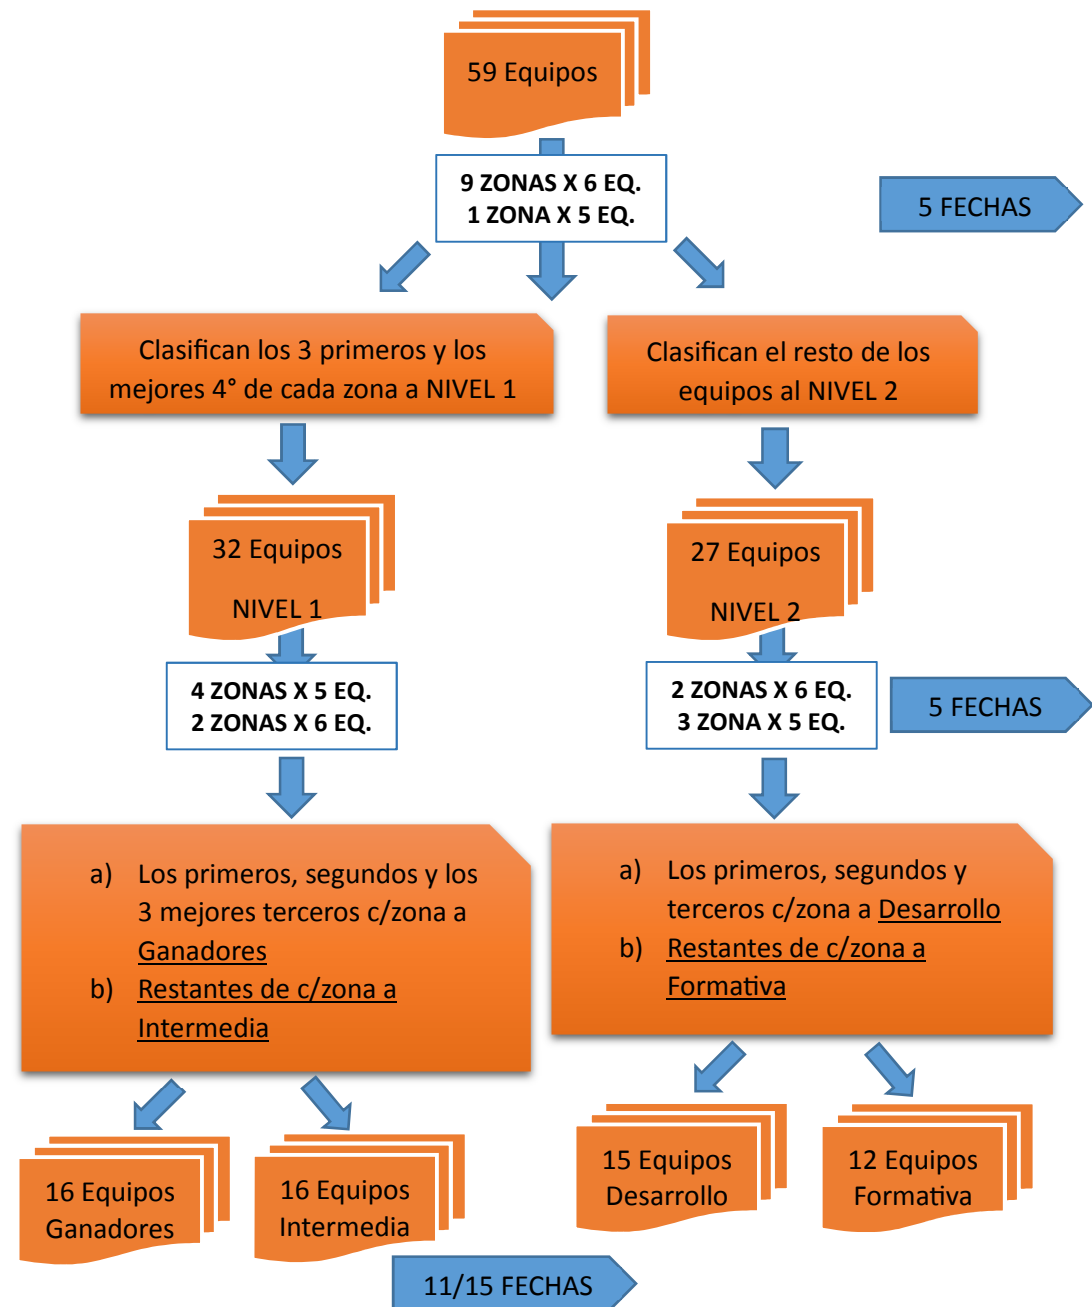 59 Equipos
9 ZONAS X 6 EQ.
1 ZONA X 5 EQ.
5 FECHAS
Clasifican los 3 primeros y los
mejores 4° de cada zona a NIVEL 1
Clasifican el resto de los
equipos al NIVEL 2
32 Equipos
NIVEL 1
27 Equipos
NIVEL 2
4 ZONAS X 5 EQ.
2 ZONAS X 6 EQ.
2 ZONAS X 6 EQ.
3 ZONA X 5 EQ.
5 FECHAS
a) Los primeros, segundos y los
3 mejores terceros c/zona a
Ganadores
b) Restantes de c/zona a
Intermedia
a) Los primeros, segundos y
terceros c/zona a Desarrollo
b) Restantes de c/zona a
Formativa
16 Equipos
Ganadores
16 Equipos
Intermedia
15 Equipos
Desarrollo
12 Equipos
Formativa
11/15 FECHAS